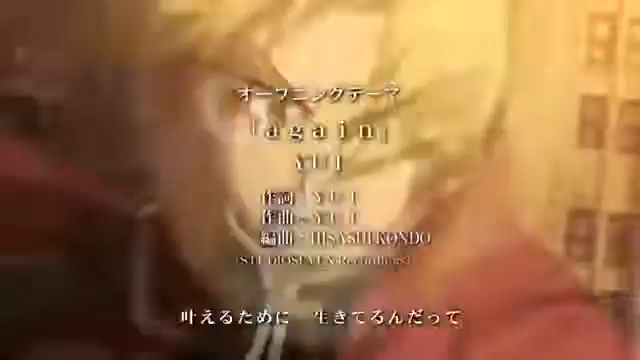 オープニングテーマ
「again」
YUI
作詞・YUI
作曲・YUI
編曲・HISASHI KONDO
叶えるために 生きてるんだって